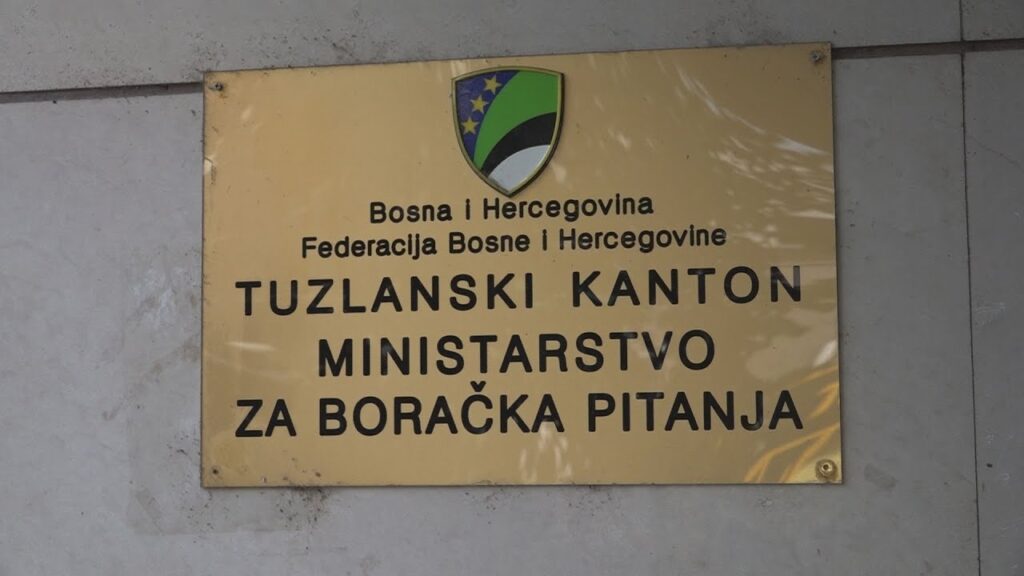 Bosna i Hercegovina
Federacija Bosne i Hercegovine
TUZLANSKI KANTON
MINISTARSTVO
ZA BORAČKA PITANJA